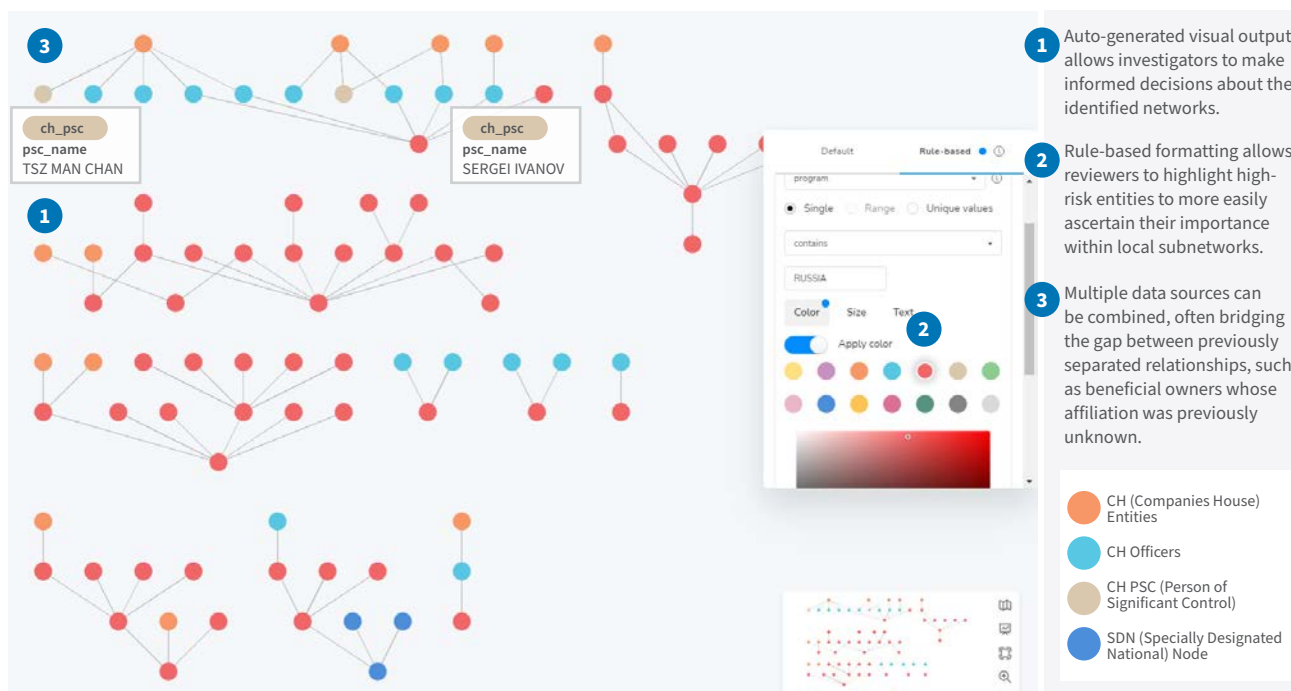 3
ch_psc
psc_name
TSZ MAN CHAN
ch_psc
psc_name
SERGEI IVANOV
1
Default
Rule-based
program
Single
Range
Unique values
contains
RUSSIA
Color
Size
Text
2
Apply color
1
Auto-generated visual output
allows investigators to make
informed decisions about the
identified networks.
2
Rule-based formatting allows
reviewers to highlight high-
risk entities to more easily
ascertain their importance
within local subnetworks.
3
Multiple data sources can
be combined, often bridging
the gap between previously
separated relationships, such
as beneficial owners whose
affiliation was previously
unknown.
CH (Companies House)
Entities
CH Officers
CH PSC (Person of
Significant Control)
SDN (Specially Designated
National) Node